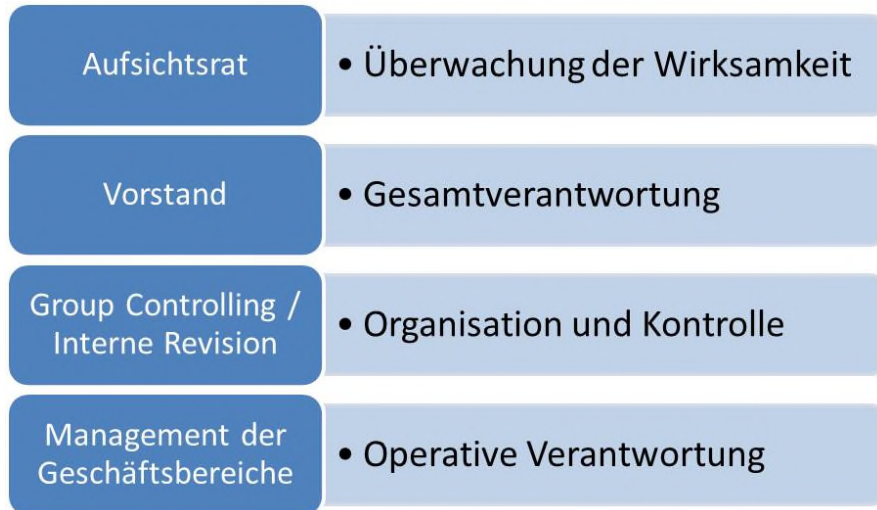 Aufsichtsrat
• Überwachung der Wirksamkeit
Vorstand
• Gesamtverantwortung
Group Controlling /
Interne Revision
• Organisation und Kontrolle
Management der
Geschäftsbereiche
• Operative Verantwortung